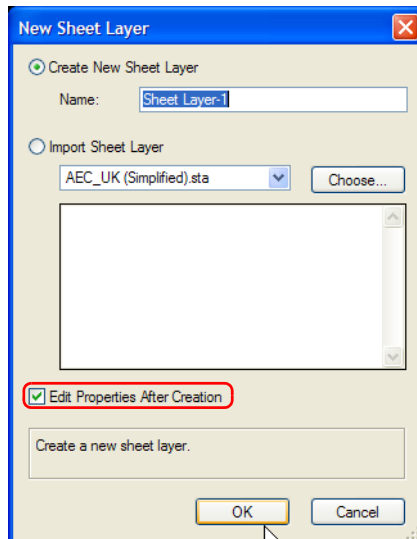 New Sheet Layer
Create New Sheet Layer
Name: Sheet Layer-1
Import Sheet Layer
AEC_UK (Simplified).sta Choose...
Edit Properties After Creation
Create a new sheet layer.
OK Cancel